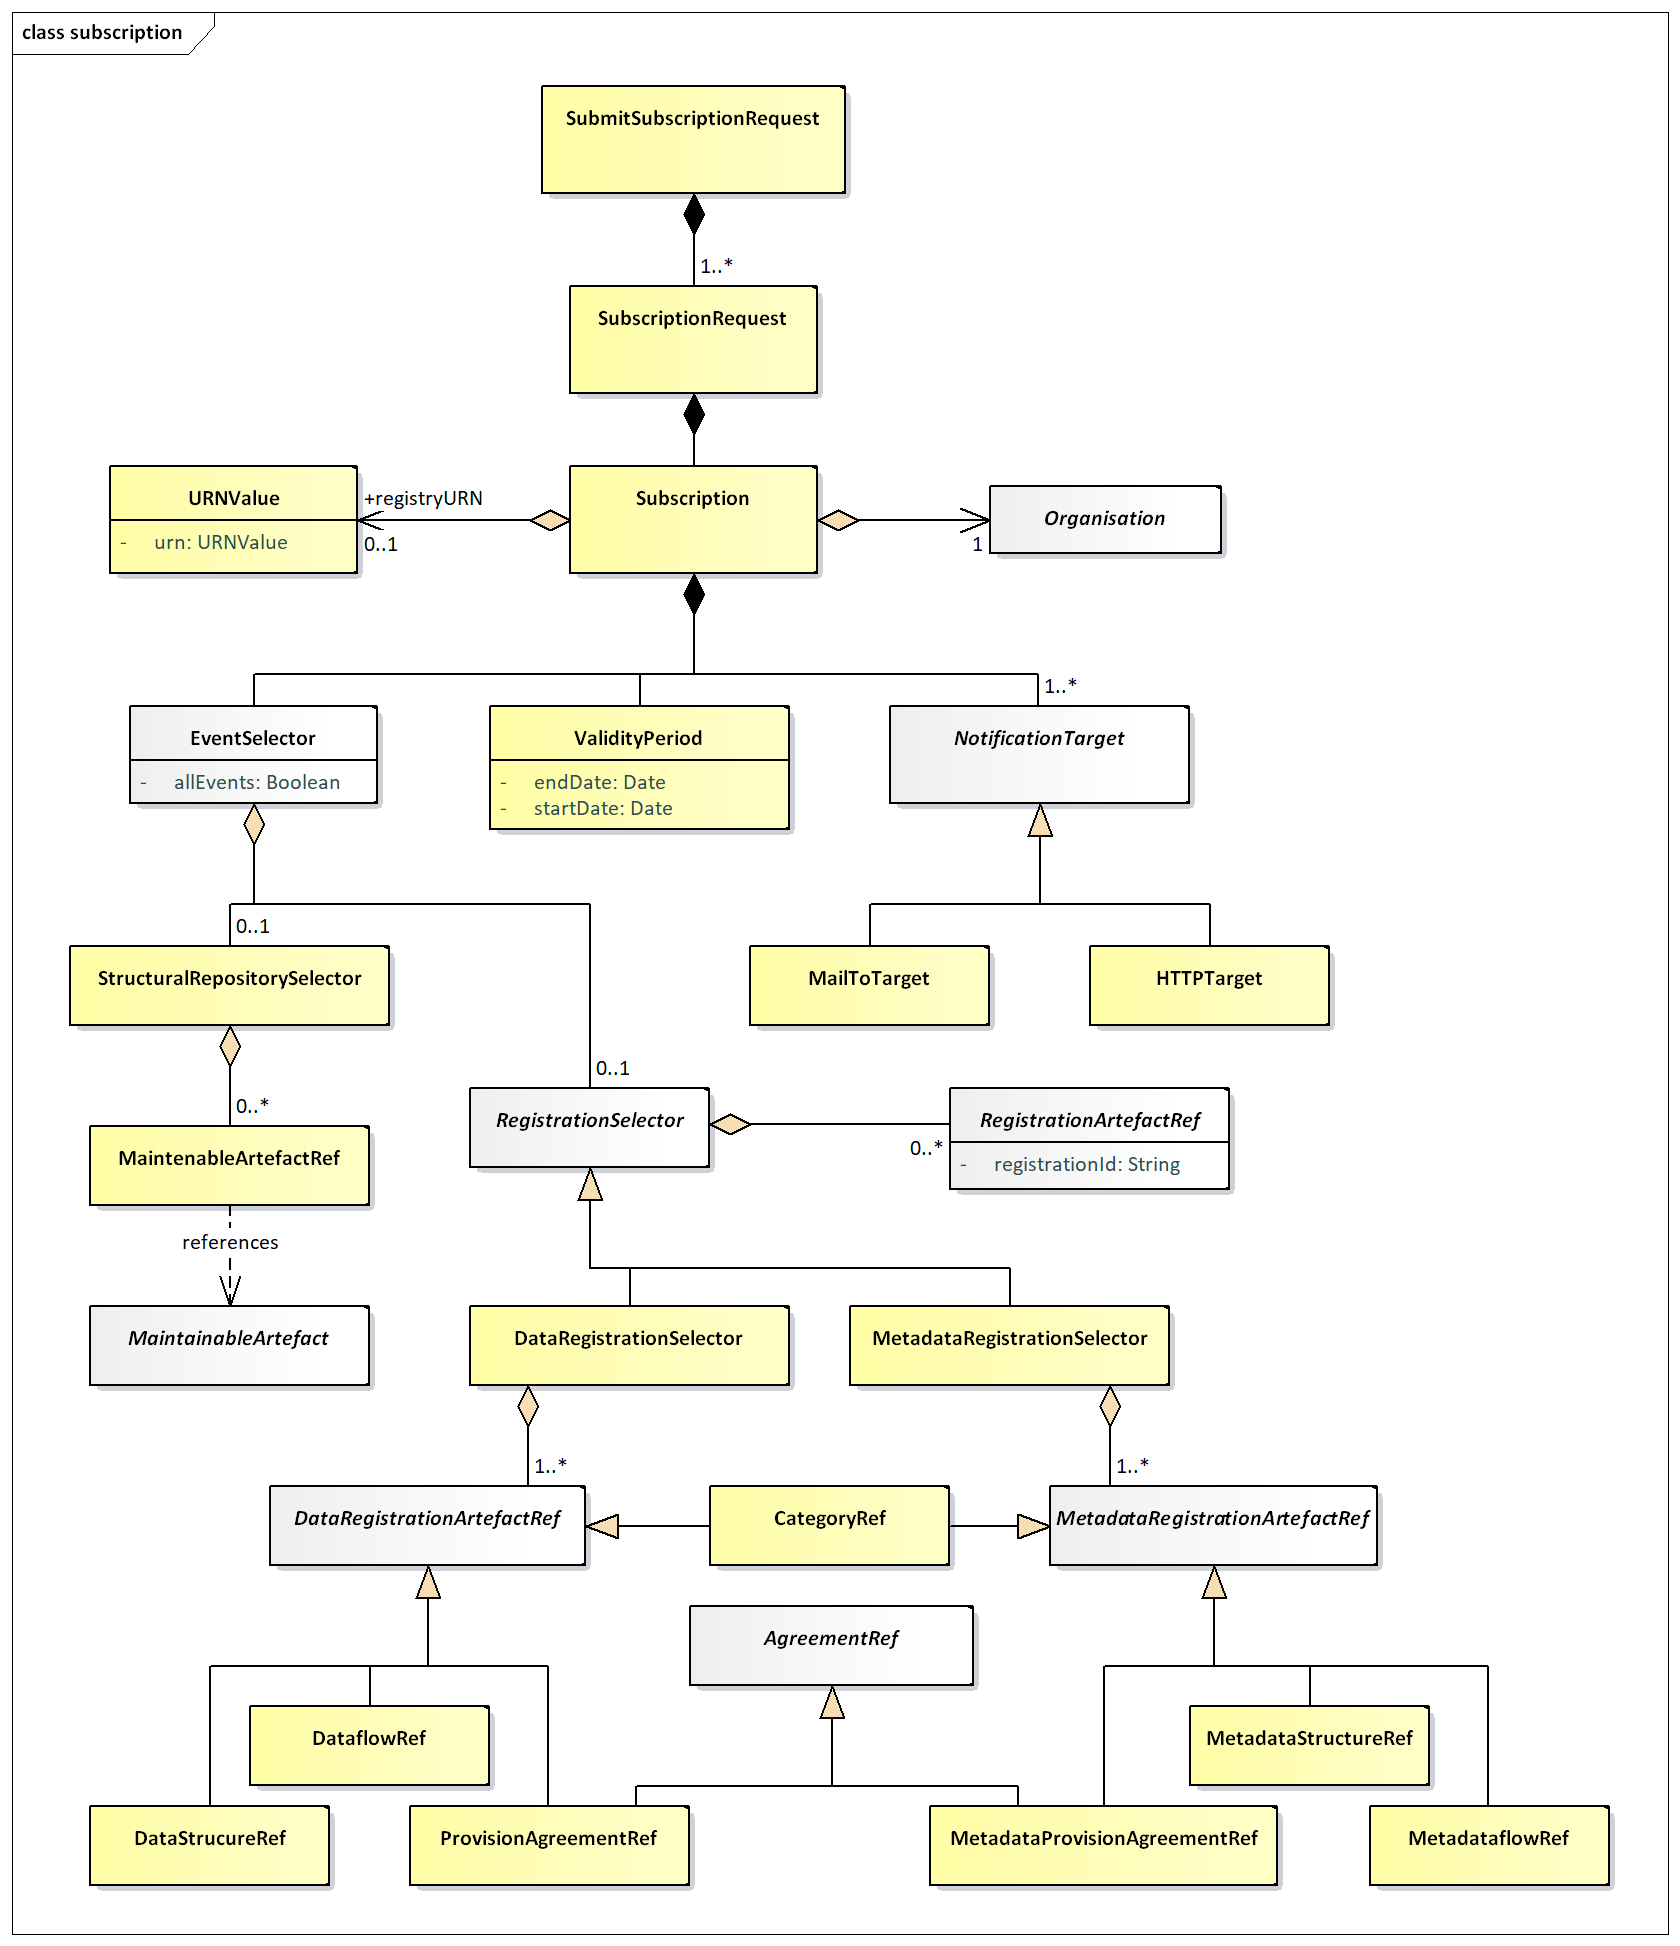 class subscription
SubmitSubscriptionRequest
1..*
SubscriptionRequest
URNValue
- urn: URNValue
+registryURN
0..1
Subscription
1
Organisation
1..*
EventSelector
- allEvents: Boolean
ValidityPeriod
- endDate: Date
- startDate: Date
NotificationTarget
0..1
StructuralRepositorySelector
MailToTarget
HTTPTarget
0..1
0..*
RegistrationSelector
0..*
RegistrationArtefactRef
- registrationId: String
MaintenableArtefactRef
references
MaintainableArtefact
DataRegistrationSelector
MetadataRegistrationSelector
1..*
1..*
DataRegistrationArtefactRef
CategoryRef
MetadataRegistrationArtefactRef
AgreementRef
DataflowRef
MetadataStructureRef
DataStrucureRef
ProvisionAgreementRef
MetadataProvisionAgreementRef
MetadataflowRef